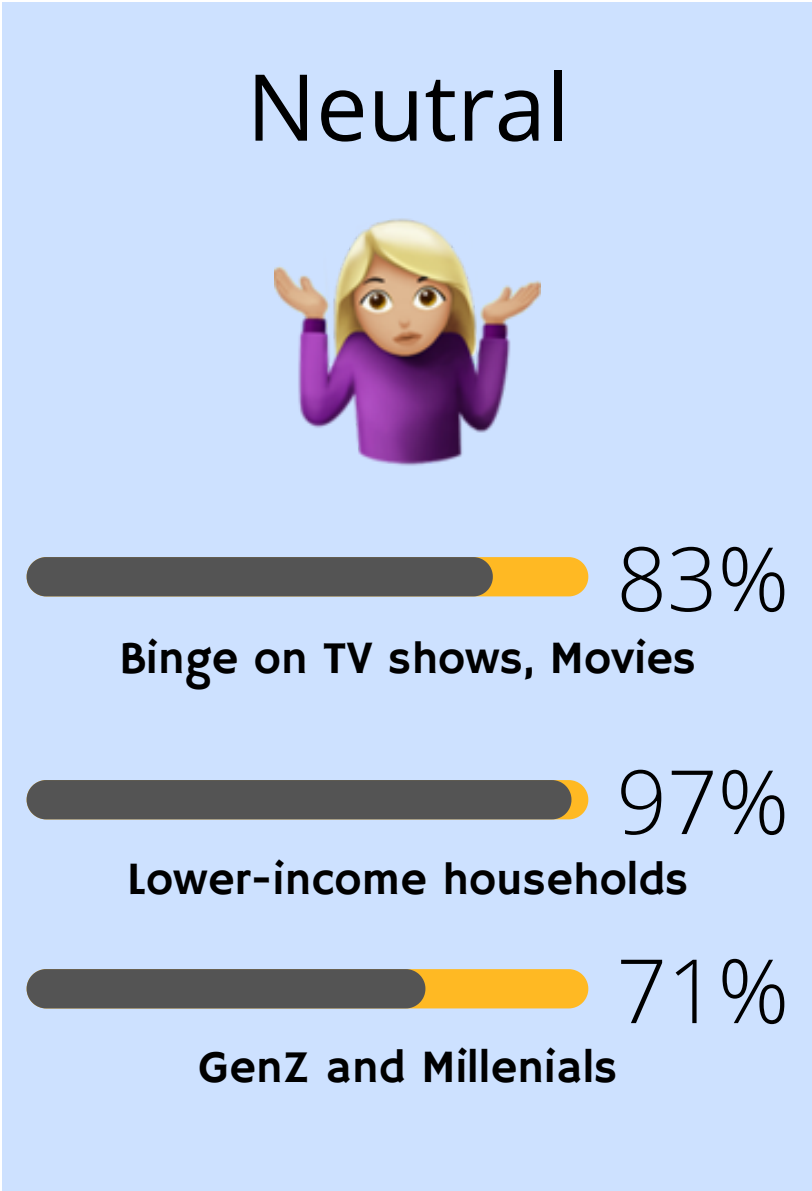 Neutral
83%
Binge on TV shows, Movies
97%
Lower-income households
71%
GenZ and Millenials